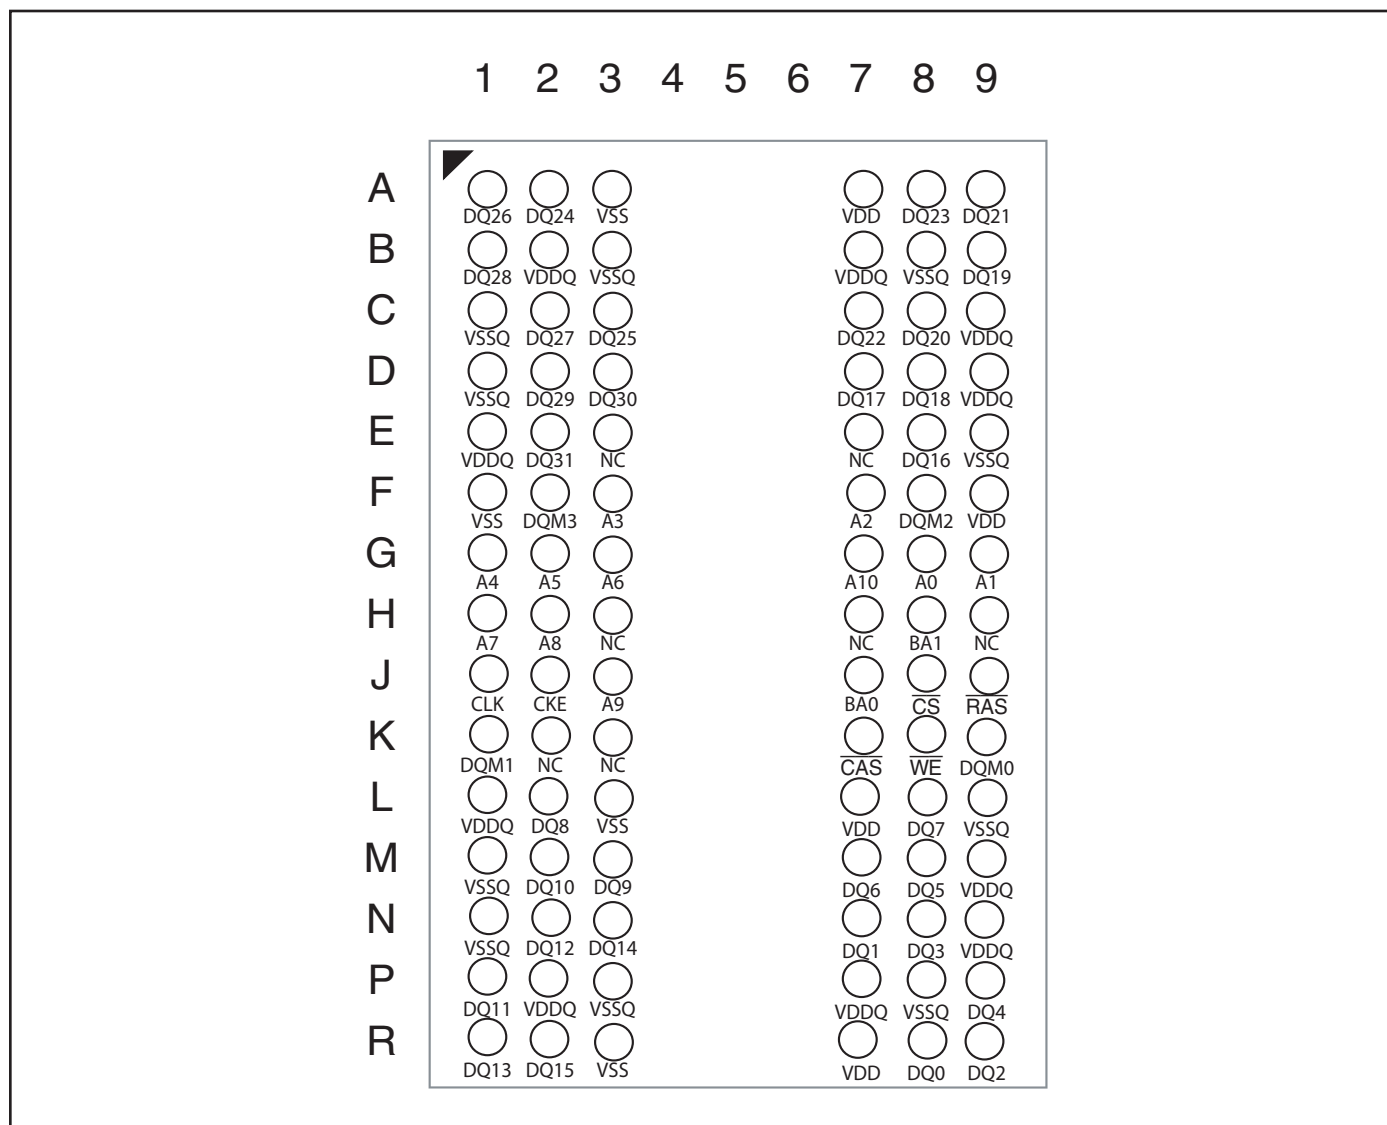 1 2 3 4 5 6 7 8 9
A
DQ26 DQ24 VSS VDD DQ23 DQ21
B
DQ28 VDDQ VSSQ VDDQ VSSQ DQ19
C
VSSQ DQ27 DQ25 DQ22 DQ20 VDDQ
D
VSSQ DQ29 DQ30 DQ17 DQ18 VDDQ
E
VDDQ DQ31 NC NC DQ16 VSSQ
F
VSS DQM3 A3 A2 DQM2 VDD
G
A4 A5 A6 A10 A0 A1
H
A7 A8 NC NC BA1 NC
J
CLK CKE A9 BA0 C̅S̅ R̅A̅S̅
K
DQM1 NC NC C̅A̅S̅ W̅E̅ DQM0
L
VDDQ DQ8 VSS VDD DQ7 VSSQ
M
VSSQ DQ10 DQ9 DQ6 DQ5 VDDQ
N
VSSQ DQ12 DQ14 DQ1 DQ3 VDDQ
P
DQ11 VDDQ VSSQ VDDQ VSSQ DQ4
R
DQ13 DQ15 VSS VDD DQ0 DQ2